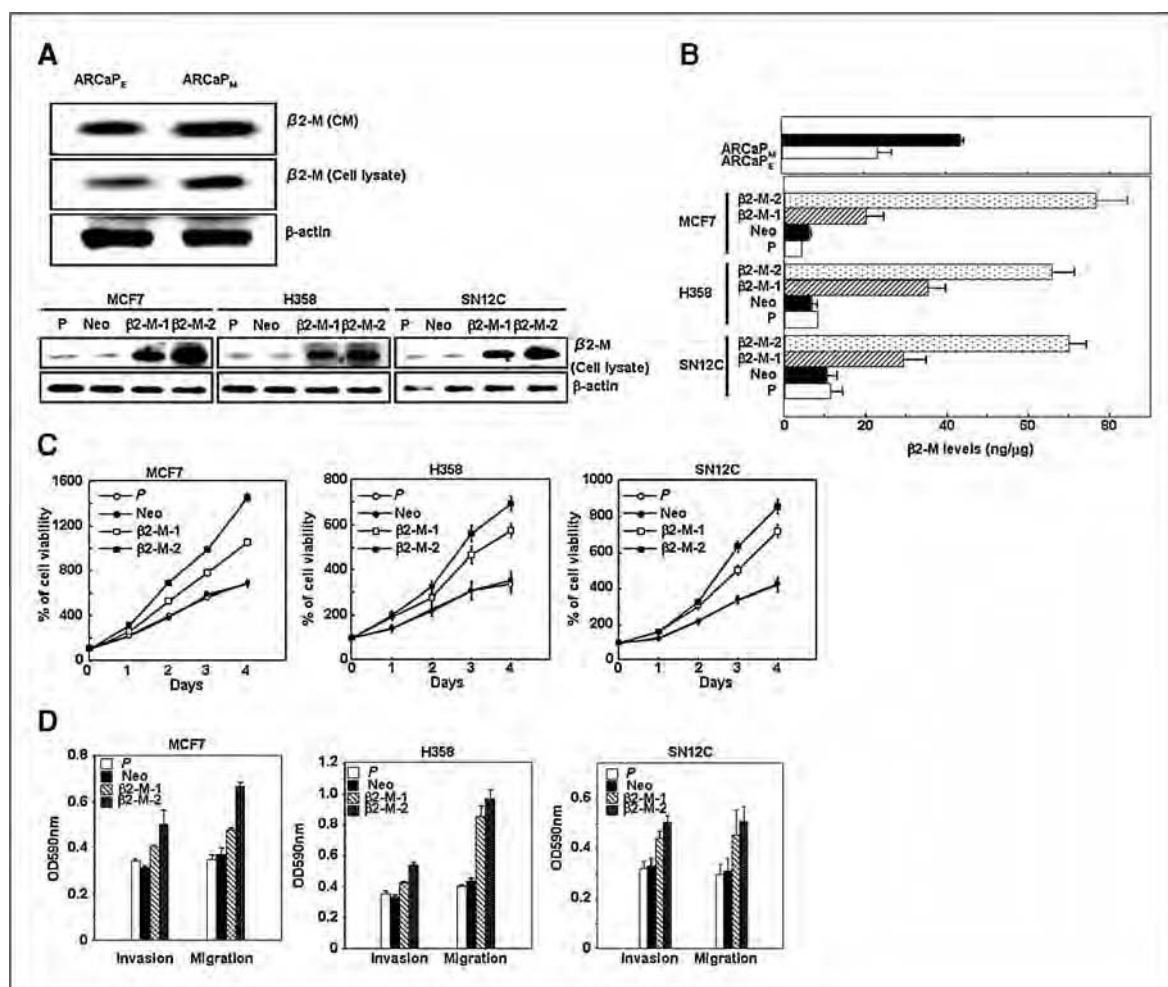 A
ARCaPE ARCaPM
β2-M (CM)
β2-M (Cell lysate)
β-actin
MCF7 H358 SN12C
P Neo β2-M-1 β2-M-2 P Neo β2-M-1 β2-M-2 P Neo β2-M-1 β2-M-2
β2-M
(Cell lysate)
β-actin
B
ARCaPM
ARCaPE
MCF7
β2-M-2
β2-M-1
Neo
P
H358
β2-M-2
β2-M-1
Neo
P
SN12C
β2-M-2
β2-M-1
Neo
P
0 20 40 60 80
β2-M levels (ng/µg)
C
MCF7
% of cell viability
1600
1200
800
400
0
P
Neo
β2-M-1
β2-M-2
0 1 2 3 4
Days
H358
% of cell viability
800
600
400
200
0
P
Neo
β2-M-1
β2-M-2
0 1 2 3 4
Days
SN12C
% of cell viability
1000
800
600
400
200
0
P
Neo
β2-M-1
β2-M-2
0 1 2 3 4
Days
D
MCF7
OD590nm
0.8
0.6
0.4
0.2
0
P
Neo
β2-M-1
β2-M-2
Invasion Migration
H358
OD590nm
1.2
1.0
0.8
0.6
0.4
0.2
0
P
Neo
β2-M-1
β2-M-2
Invasion Migration
SN12C
OD590nm
0.6
0.4
0.2
0
P
Neo
β2-M-1
β2-M-2
Invasion Migration